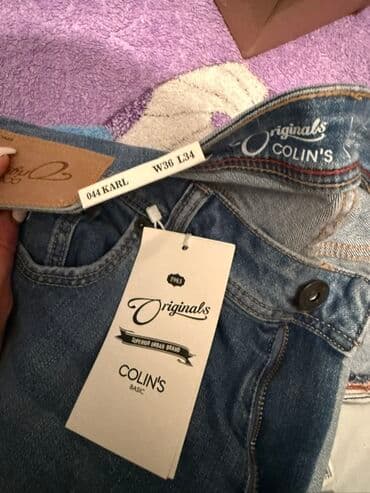 Originals
COLIN'S
044 KARL W36 L34
1983
Originals
SUPERIOR URBAN BRAND
COLIN'S
BASIC